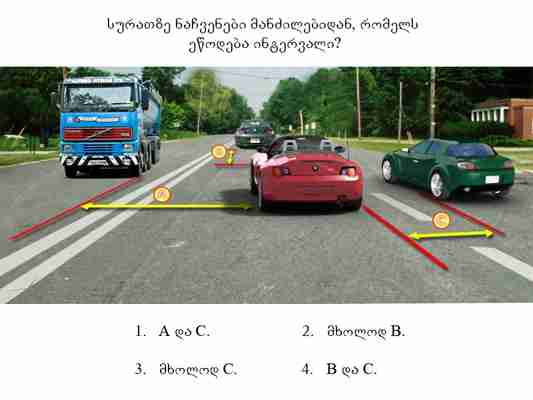 სურათზე ნაჩვენები მანძილებიდან, რომელს
ეწოდება ინტერვალი?
A
C
1. A და C.
2. მხოლოდ B.
3. მხოლოდ C.
4. B და C.